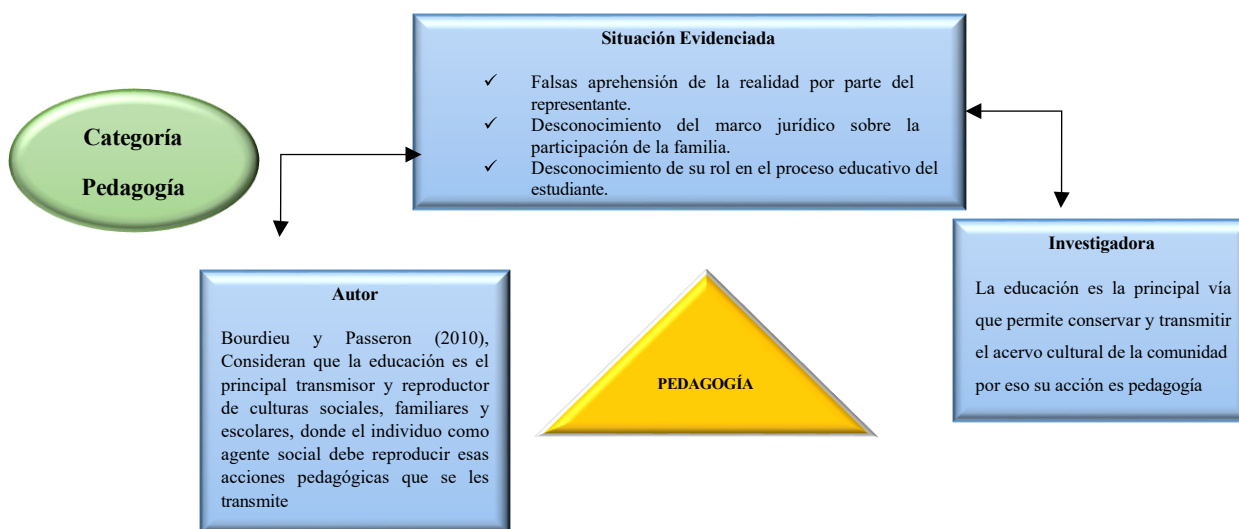 Situación Evidenciada
✓ Falsas aprehensión de la realidad por parte del
representante.
✓ Desconocimiento del marco jurídico sobre la
participación de la familia.
✓ Desconocimiento de su rol en el proceso educativo del
estudiante.
Categoría
Pedagogía
Autor
Bourdieu y Passeron (2010),
Consideran que la educación es el
principal transmisor y reproductor
de culturas sociales, familiares y
escolares, donde el individuo como
agente social debe reproducir esas
acciones pedagógicas que se les
transmite
PEDAGOGÍA
Investigadora
La educación es la principal vía
que permite conservar y transmitir
el acervo cultural de la comunidad
por eso su acción es pedagogía